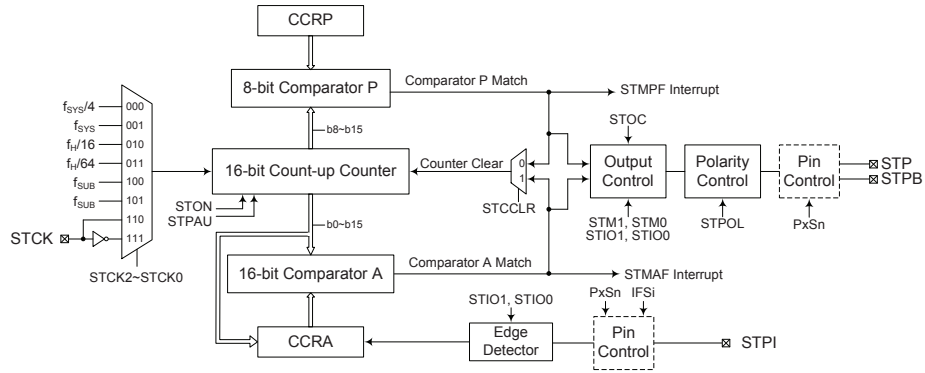 CCRP
8-bit Comparator P
Comparator P Match
STMPF Interrupt
b8~b15
fSYS/4
000
fSYS
001
fH/16
010
fH/64
011
fSUB
100
fSUB
101
110
111
STCK
STCK2~STCK0
16-bit Count-up Counter
STON
STPAU
Counter Clear
0
1
STCCLR
STOC
Output
Control
STM1, STM0
STIO1, STIO0
Polarity
Control
STPOL
Pin
Control
PxSn
STP
STPB
b0~b15
16-bit Comparator A
Comparator A Match
STMAF Interrupt
CCRA
STIO1, STIO0
Edge
Detector
PxSn
IFSi
Pin
Control
STPI